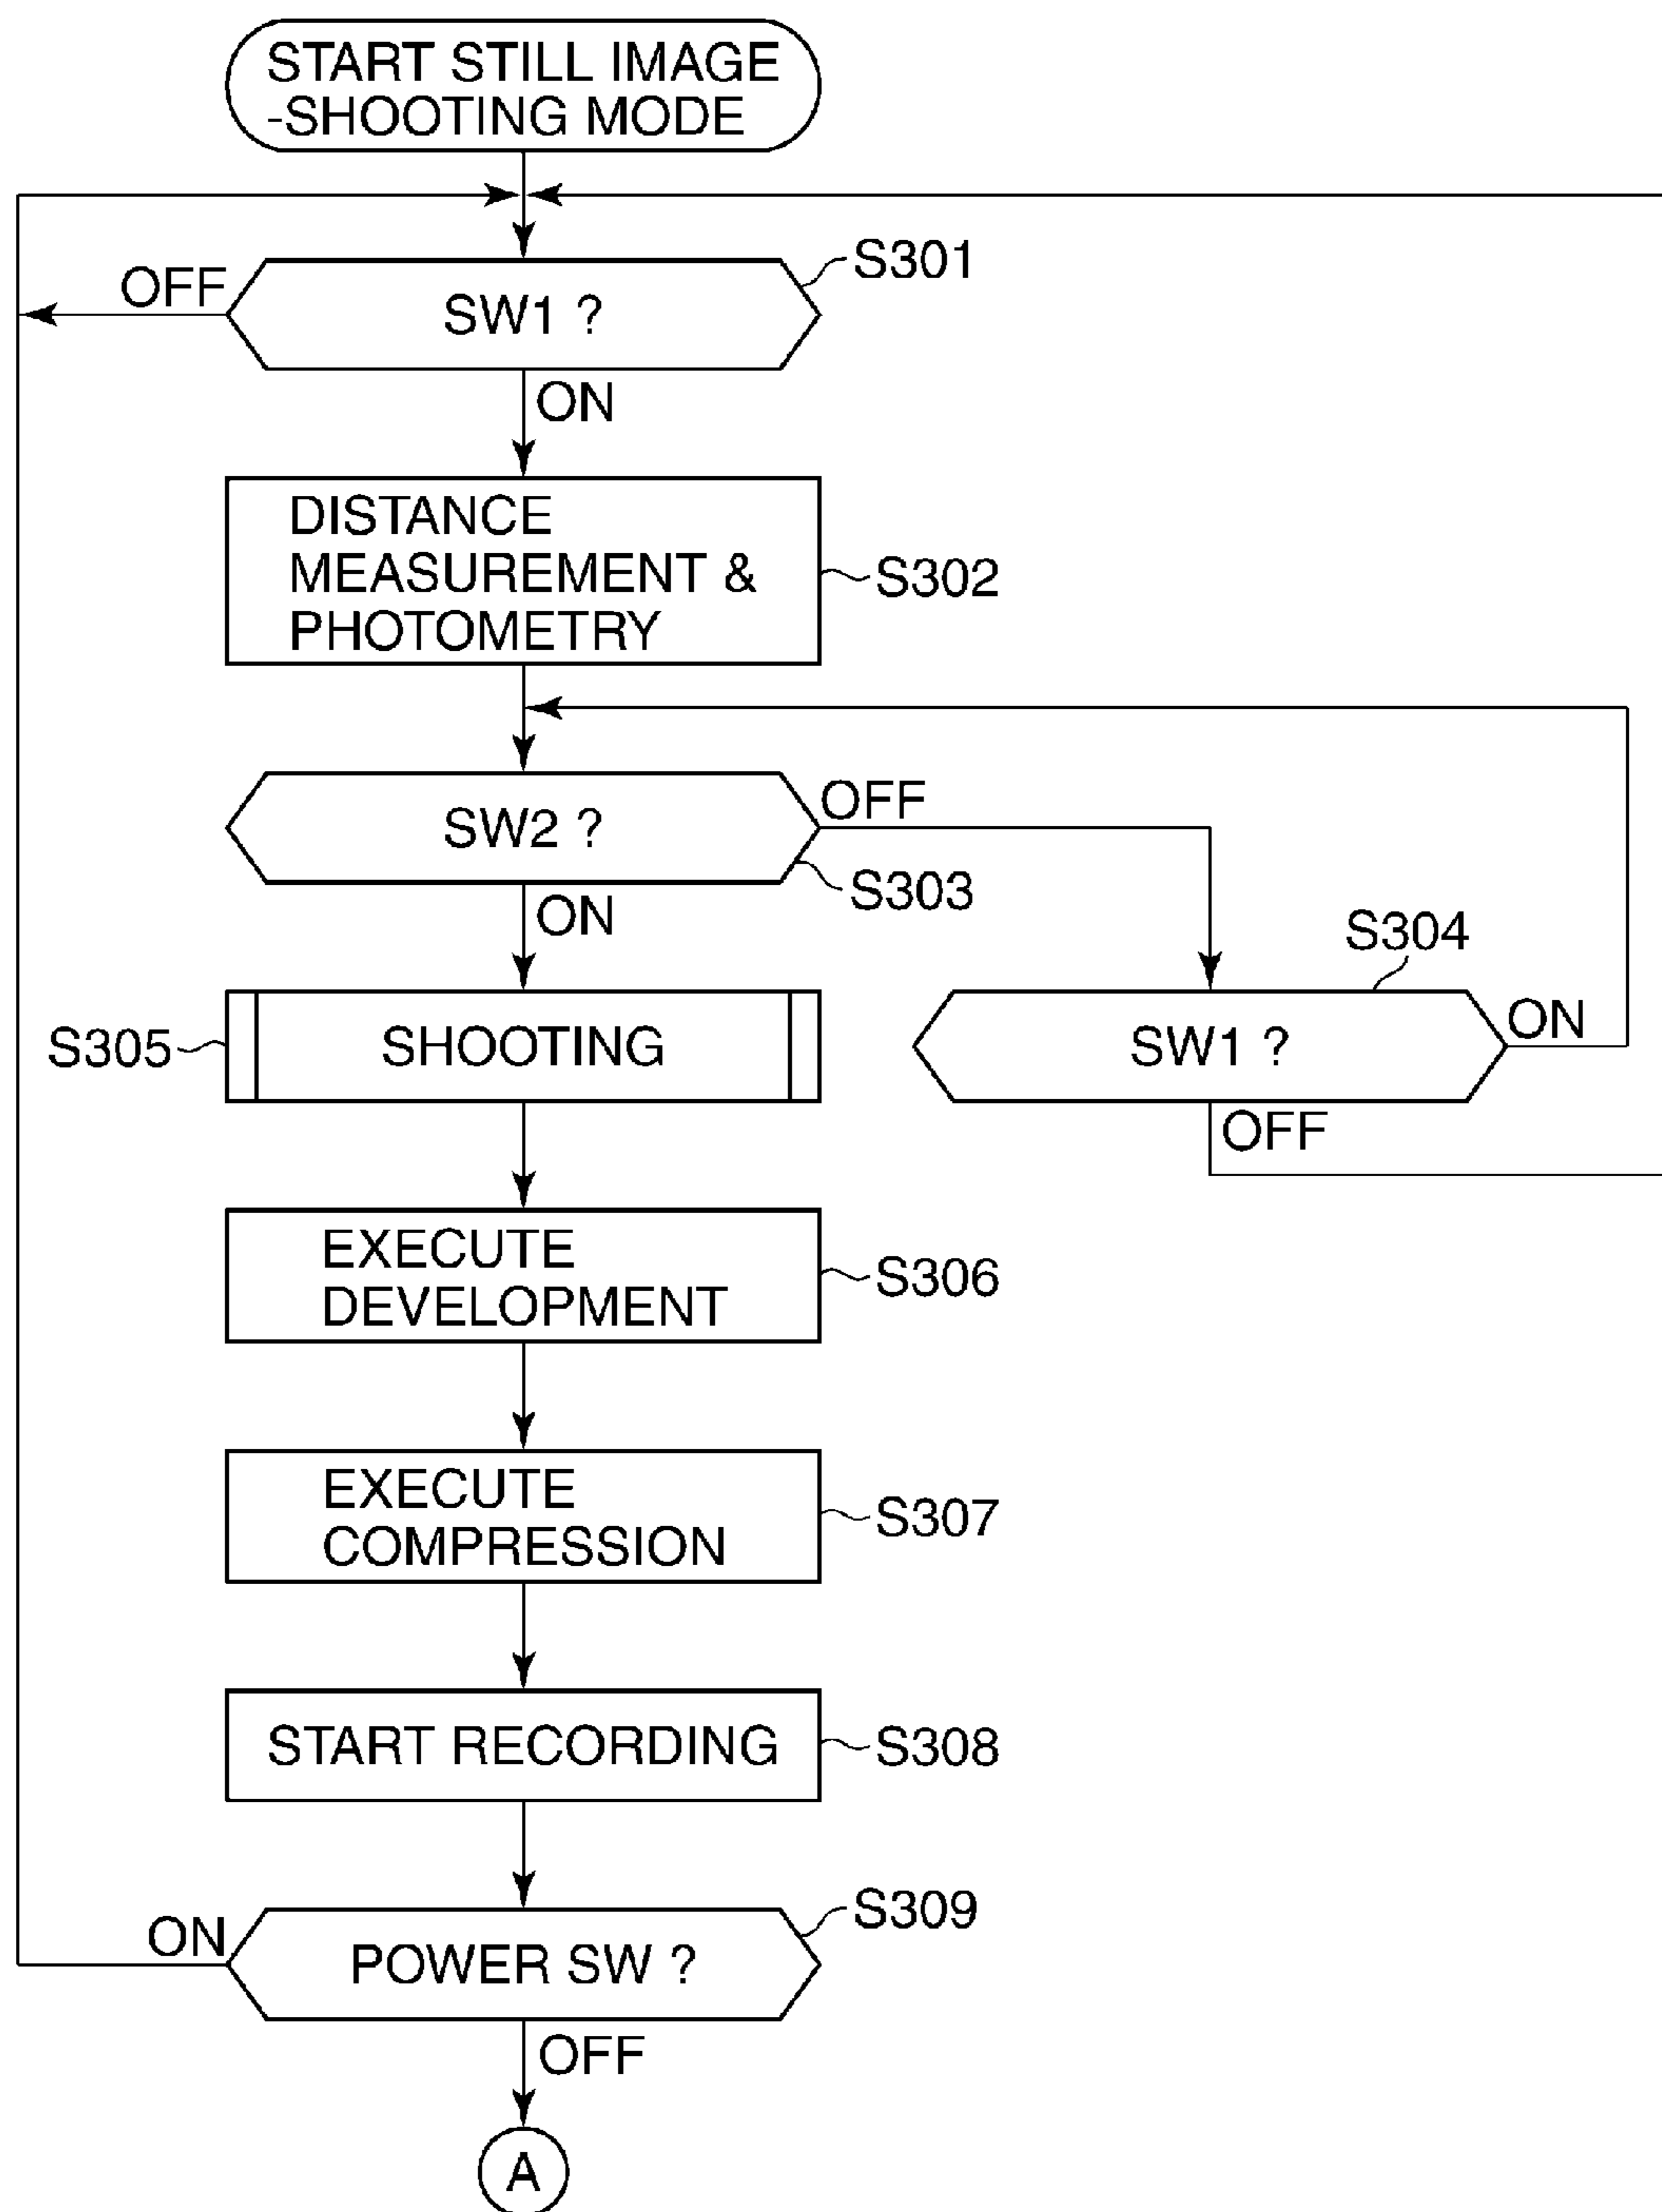 START STILL IMAGE
-SHOOTING MODE
S301
OFF
SW1 ?
ON
DISTANCE
MEASUREMENT &
PHOTOMETRY
S302
OFF
SW2 ?
S303
ON
S304
S305
SHOOTING
SW1 ?
ON
OFF
EXECUTE
DEVELOPMENT
S306
EXECUTE
COMPRESSION
S307
START RECORDING
S308
S309
ON
POWER SW ?
OFF
A